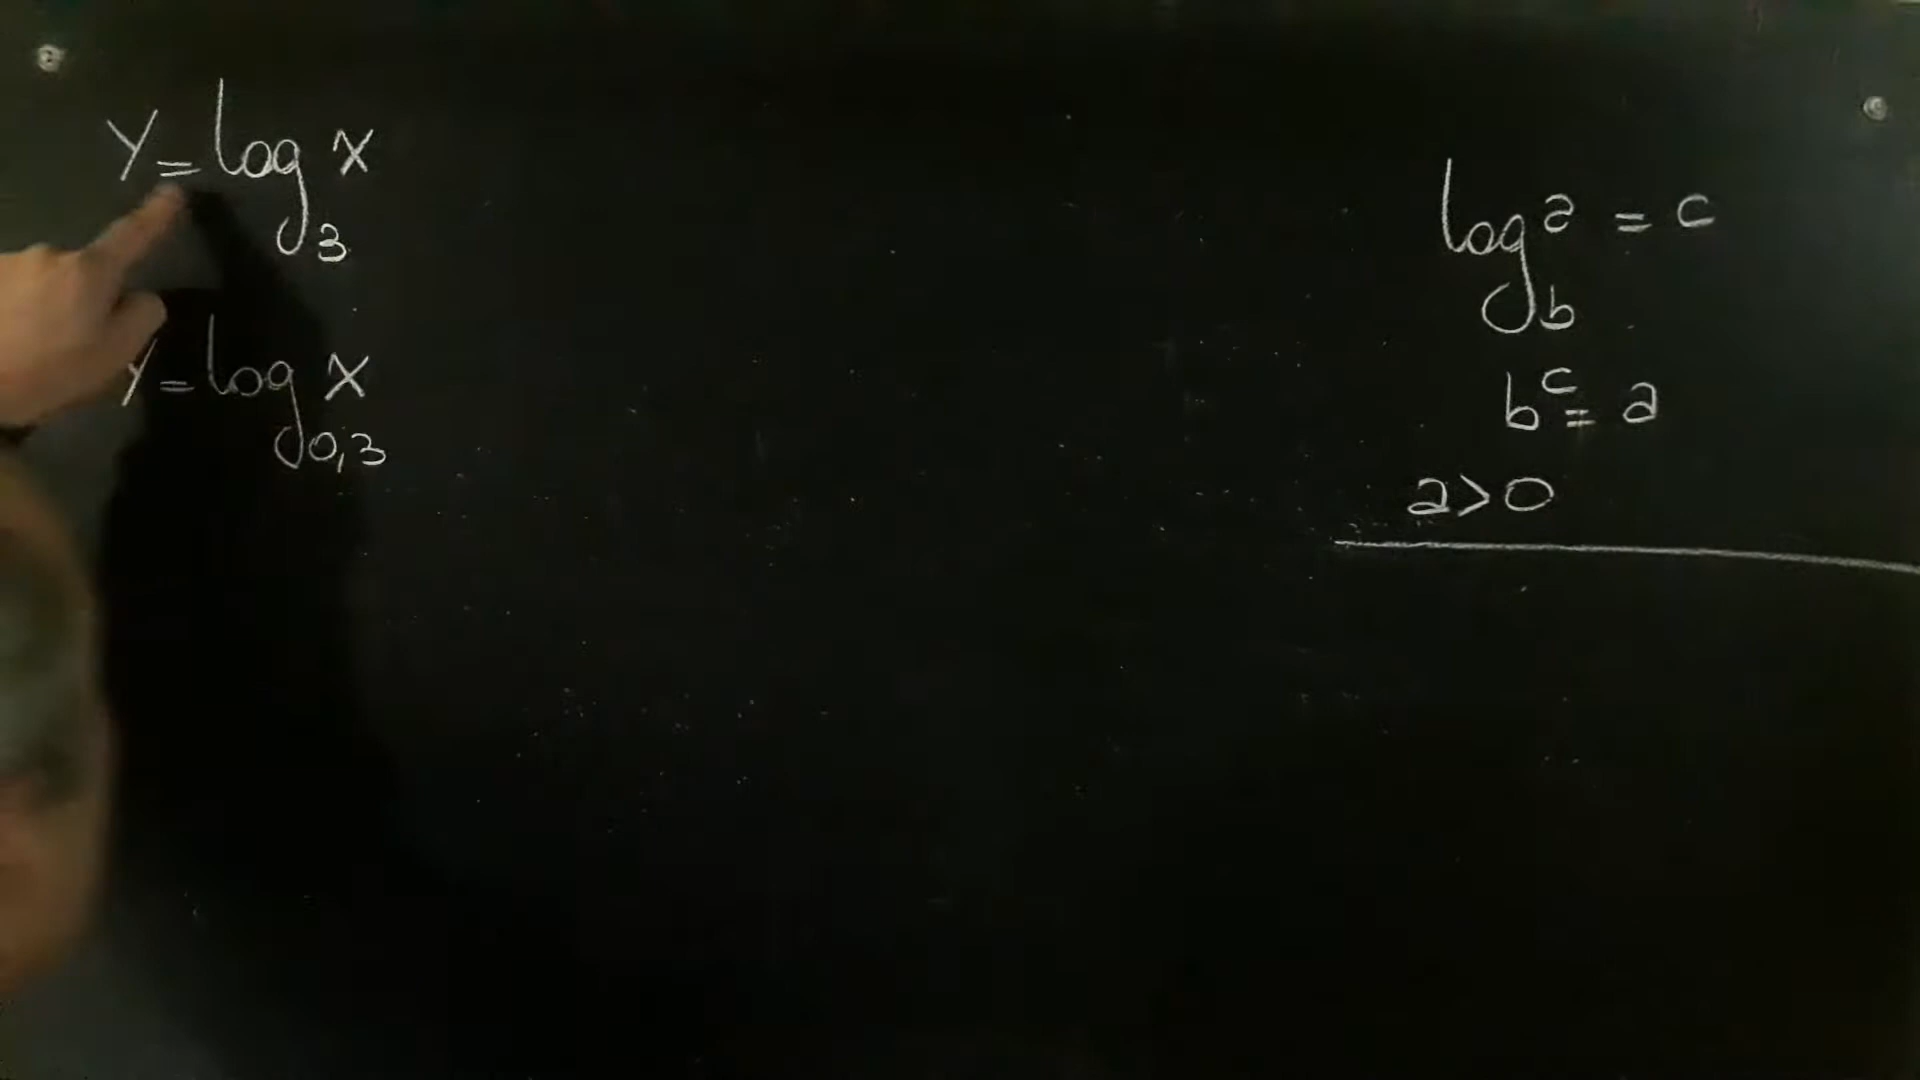 y = log₃ x
y = log₀,₃ x
log_b a = c
b^c = a
a > 0